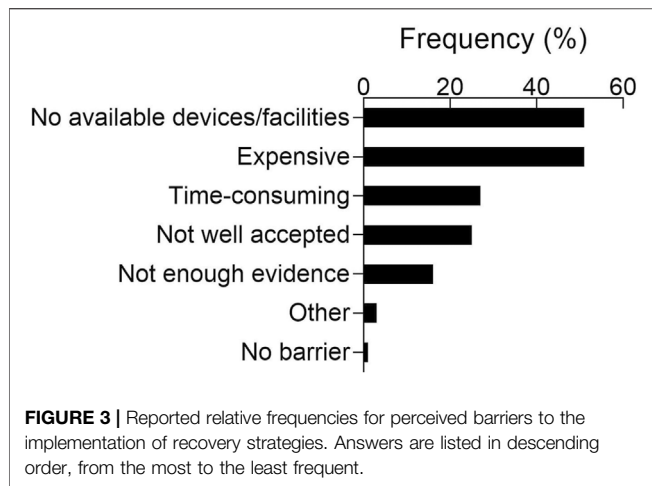 Frequency (%)
0 20 40 60
No available devices/facilities
Expensive
Time-consuming
Not well accepted
Not enough evidence
Other
No barrier
FIGURE 3 | Reported relative frequencies for perceived barriers to the
implementation of recovery strategies. Answers are listed in descending
order, from the most to the least frequent.